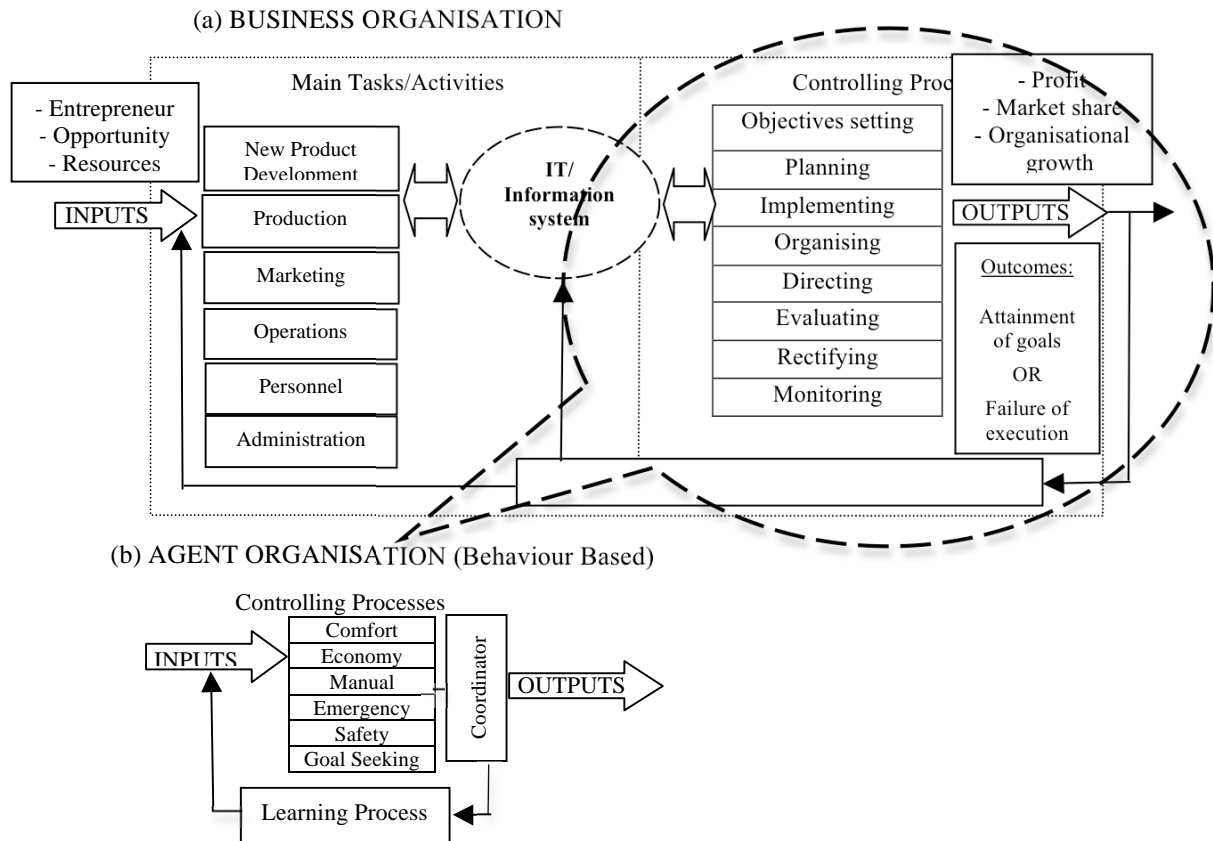 (a) BUSINESS ORGANISATION
Main Tasks/Activities
Controlling Proc
- Entrepreneur
- Opportunity
- Resources
INPUTS
New Product
Development
Production
Marketing
Operations
Personnel
Administration
IT/
Information
system
Objectives setting
Planning
Implementing
Organising
Directing
Evaluating
Rectifying
Monitoring
- Profit
- Market share
- Organisational
growth
OUTPUTS
Outcomes:
Attainment
of goals
OR
Failure of
execution
(b) AGENT ORGANISATION (Behaviour Based)
Controlling Processes
INPUTS
Comfort
Economy
Manual
Emergency
Safety
Goal Seeking
Coordinator
OUTPUTS
Learning Process